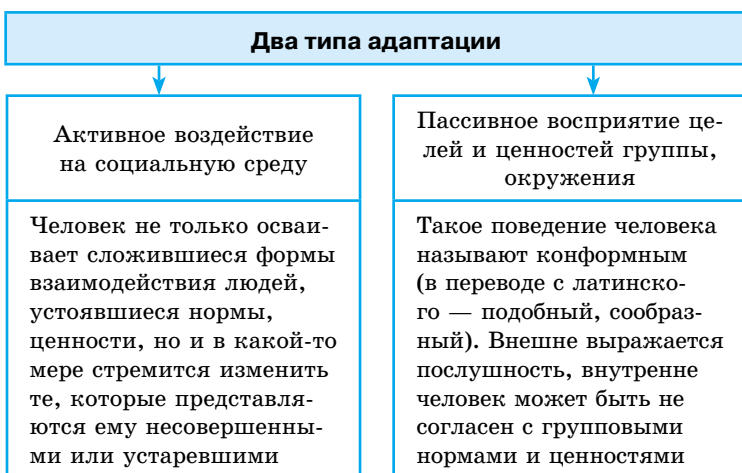 Два типа адаптации
Активное воздействие
на социальную среду
Человек не только осваи-
вает сложившиеся формы
взаимодействия людей,
устоявшиеся нормы,
ценности, но и в какой-то
мере стремится изменить
те, которые представля-
ются ему несовершенны-
ми или устаревшими
Пассивное восприятие це-
лей и ценностей группы,
окружения
Такое поведение человека
называют конформным
(в переводе с латинско-
го — подобный, сообраз-
ный). Внешне выражается
послушность, внутренне
человек может быть не
согласен с групповыми
нормами и ценностями